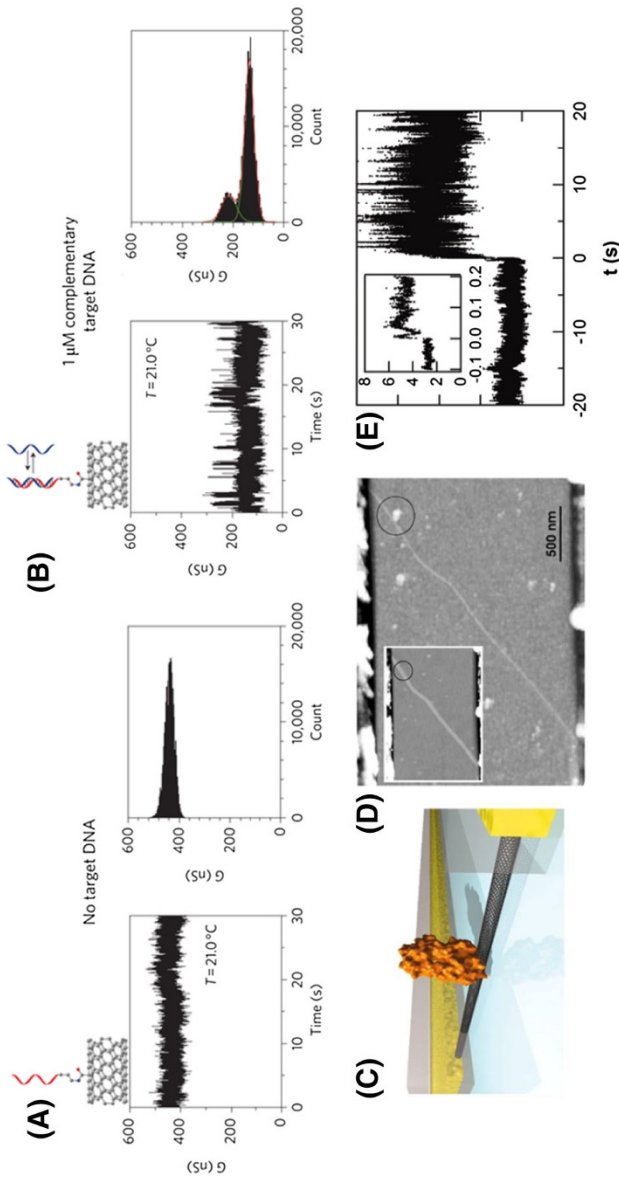 (A)
No target DNA
G (nS)
600
400
200
0
T = 21.0 °C
0
10
20
30
Time (s)
G (nS)
600
400
200
0
0
10,000
20,000
Count
(B)
1 μM complementary
target DNA
G (nS)
600
400
200
0
T = 21.0 °C
0
10
20
30
Time (s)
G (nS)
600
400
200
0
0
10,000
20,000
Count
(C)
(D)
500 nm
(E)
8
6
4
2
0
-0.1
0.0
0.1
0.2
-20
-10
0
10
20
t (s)